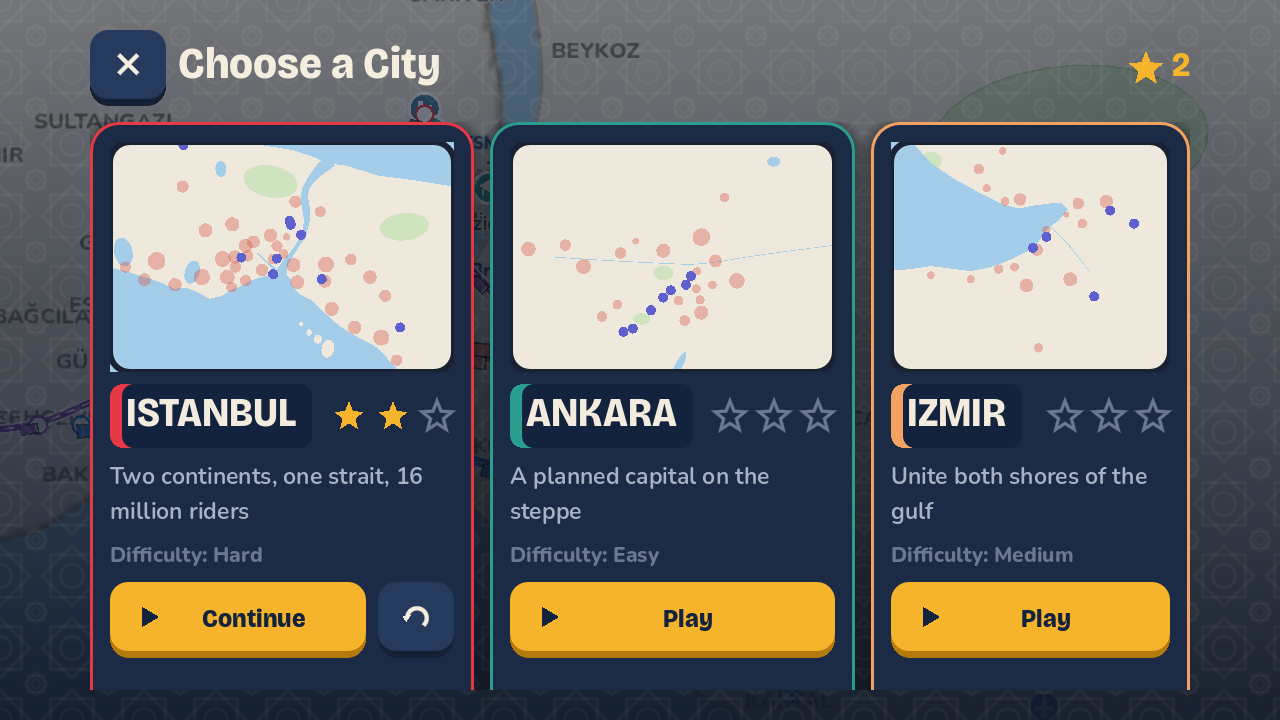 BEYKOZ
Choose a City
2
SULTANGAZİ
ISTANBUL
Two continents, one strait, 16
million riders
Difficulty: Hard
Continue
ANKARA
A planned capital on the
steppe
Difficulty: Easy
Play
IZMIR
Unite both shores of the
gulf
Difficulty: Medium
Play